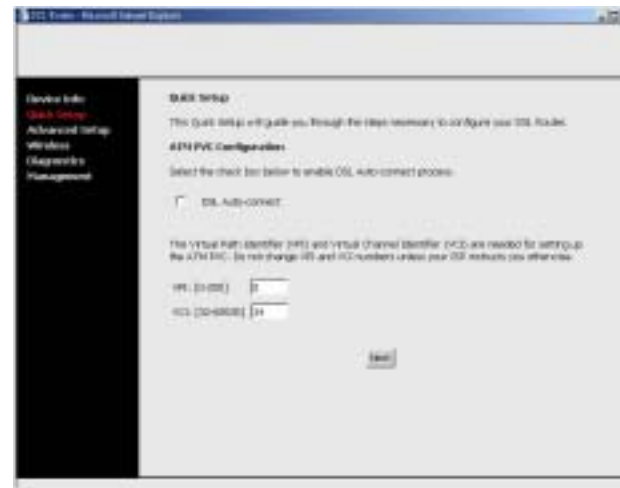 DSL Router - Microsoft Internet Explorer
Device Info
Quick Setup
Advanced Setup
Wireless
Diagnostics
Management
Quick Setup
This Quick Setup will guide you through the steps necessary to configure your DSL Router.
ATM PVC Configuration
Select the check box below to enable DSL Auto-connect process.
DSL Auto-connect
The Virtual Path Identifier (VPI) and Virtual Channel Identifier (VCI) are needed for setting up
the ATM PVC. Do not change VPI and VCI numbers unless your ISP instructs you otherwise.
VPI: [0-255]
VCI: [32-65535]
Next